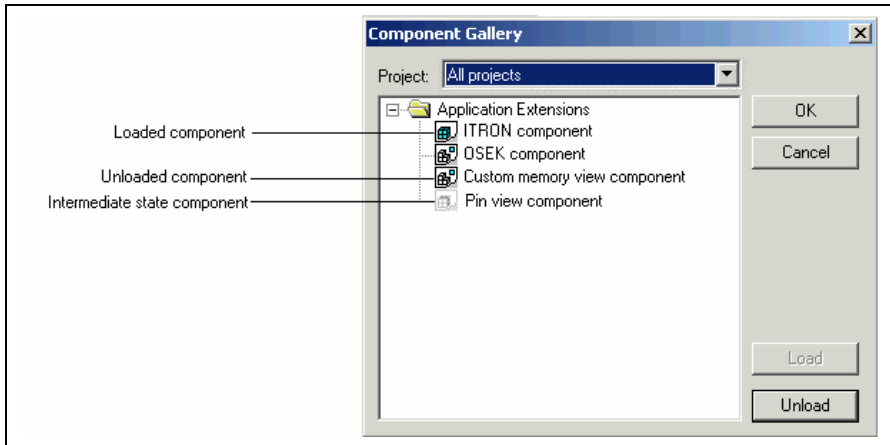 Component Gallery
Project: All projects
Application Extensions
OK
Loaded component
ITRON component
OSEK component
Cancel
Unloaded component
Custom memory view component
Intermediate state component
Pin view component
Load
Unload